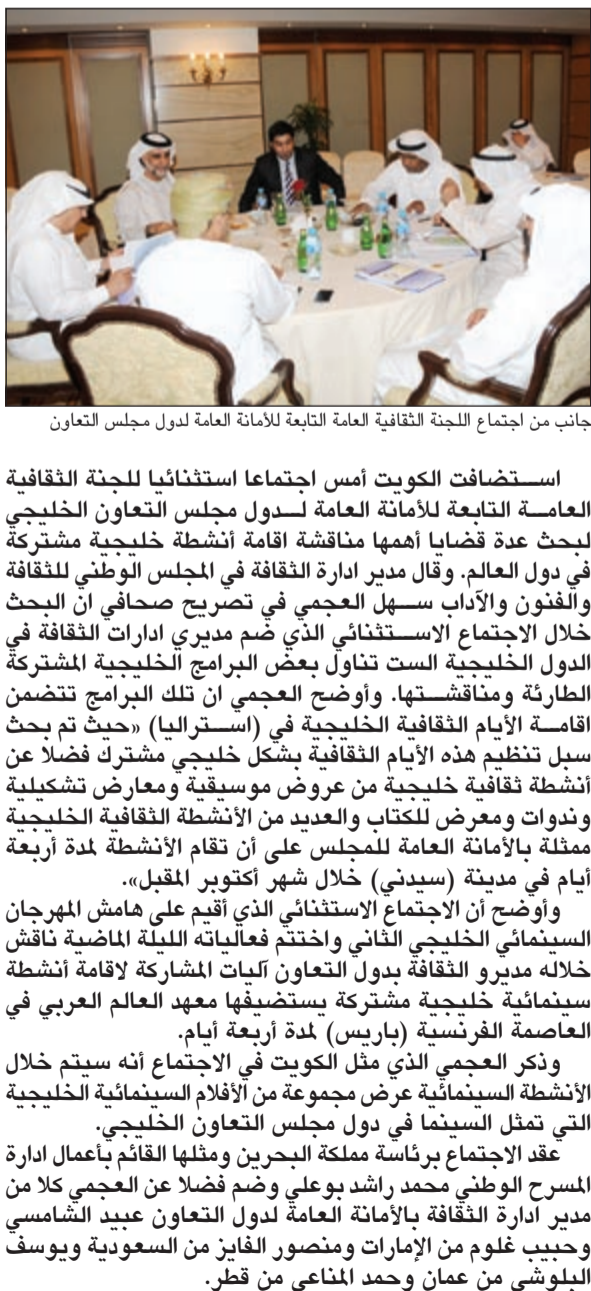 جانب من اجتماع اللجنة الثقافية العامة التابعة للأمانة العامة لدول مجلس التعاون
استضافت الكويت أمس اجتماعا استثنائيا للجنة الثقافية
العامة التابعة للأمانة العامة لدول مجلس التعاون الخليجي
لبحث عدة قضايا أهمها مناقشة اقامة أنشطة خليجية مشتركة
في دول العالم. وقال مدير ادارة الثقافة في المجلس الوطني للثقافة
والفنون والآداب سهل العجمي في تصريح صحافي ان البحث
خلال الاجتماع الاستثنائي الذي ضم مديري ادارات الثقافة في
الدول الخليجية الست تناول بعض البرامج الخليجية المشتركة
الطارئة ومناقشتها. وأوضح العجمي ان تلك البرامج تتضمن
اقامة الأيام الثقافية الخليجية في (استراليا) «حيث تم بحث
سبل تنظيم هذه الأيام الثقافية بشكل خليجي مشترك فضلا عن
أنشطة ثقافية خليجية من عروض موسيقية ومعارض تشكيلية
وندوات ومعرض للكتاب والعديد من الأنشطة الثقافية الخليجية
ممثلة بالأمانة العامة للمجلس على أن تقام الأنشطة لمدة أربعة
أيام في مدينة (سيدني) خلال شهر أكتوبر المقبل».
وأوضح أن الاجتماع الاستثنائي الذي أقيم على هامش المهرجان
السينمائي الخليجي الثاني واختتم فعالياته الليلة الماضية ناقش
خلاله مديرو الثقافة بدول التعاون آليات المشاركة لاقامة أنشطة
سينمائية خليجية مشتركة يستضيفها معهد العالم العربي في
العاصمة الفرنسية (باريس) لمدة أربعة أيام.
وذكر العجمي الذي مثل الكويت في الاجتماع أنه سيتم خلال
الأنشطة السينمائية عرض مجموعة من الأفلام السينمائية الخليجية
التي تمثل السينما في دول مجلس التعاون الخليجي.
عقد الاجتماع برئاسة مملكة البحرين ومثلها القائم بأعمال ادارة
المسرح الوطني محمد راشد بوعلي وضم فضلا عن العجمي كلا من
مدير ادارة الثقافة بالأمانة العامة لدول التعاون عبيد الشامسي
وحبيب غلوم من الإمارات ومنصور الفايز من السعودية ويوسف
البلوشي من عمان وحمد المناعي من قطر.